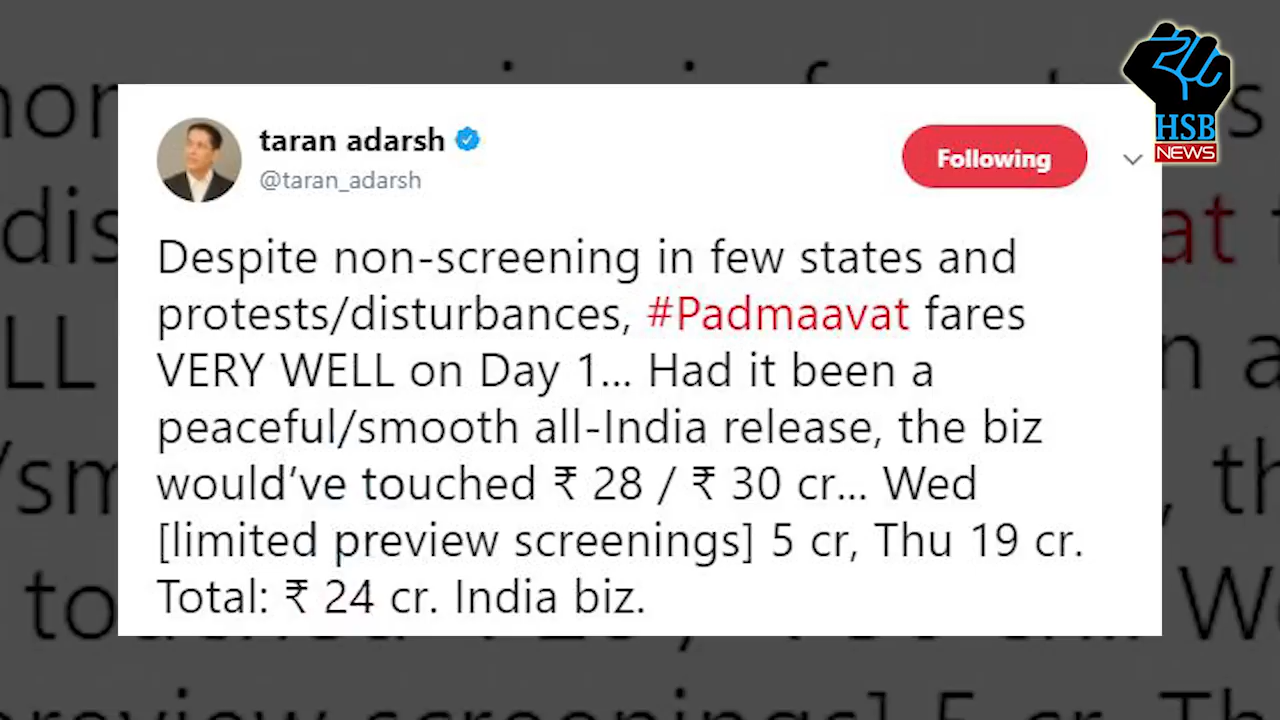 taran adarsh
@taran_adarsh
Following
HSB
NEWS
Despite non-screening in few states and
protests/disturbances, #Padmaavat fares
VERY WELL on Day 1... Had it been a
peaceful/smooth all-India release, the biz
would’ve touched ₹ 28 / ₹ 30 cr... Wed
[limited preview screenings] 5 cr, Thu 19 cr.
Total: ₹ 24 cr. India biz.